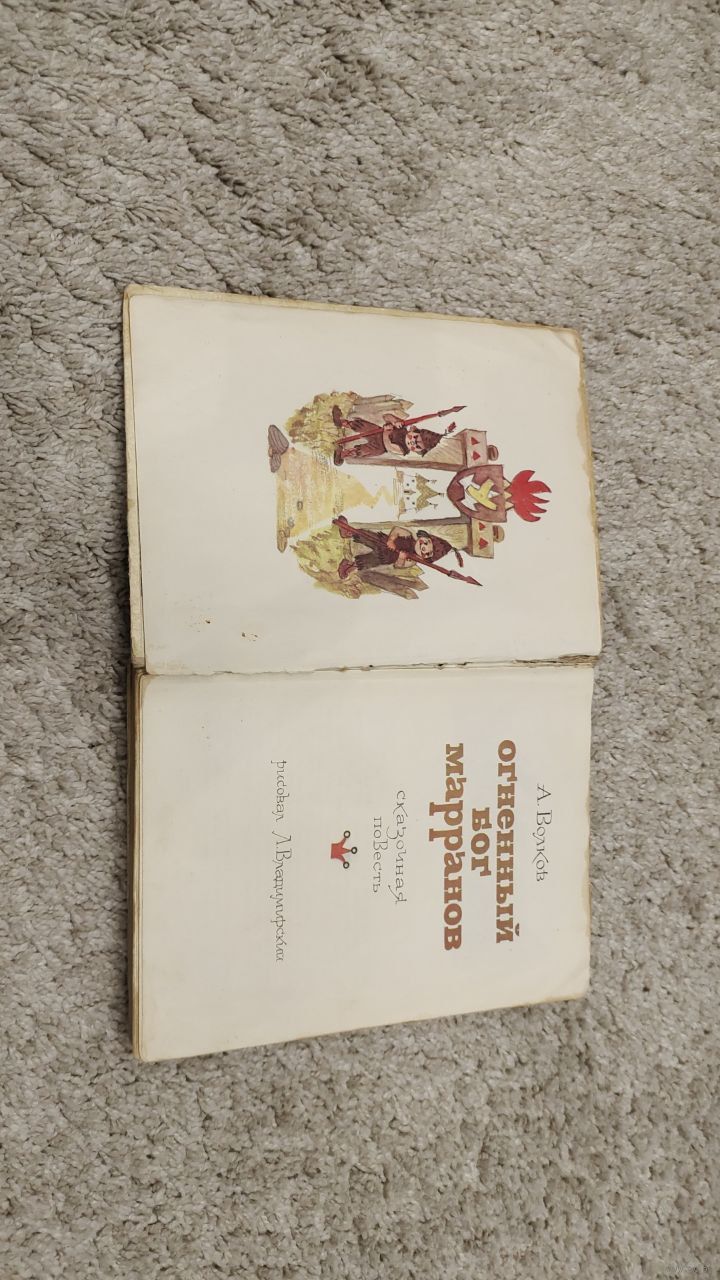 А. Волков
огненный
бог
марранов
сказочная
повесть
рисовал Л. Владимирский